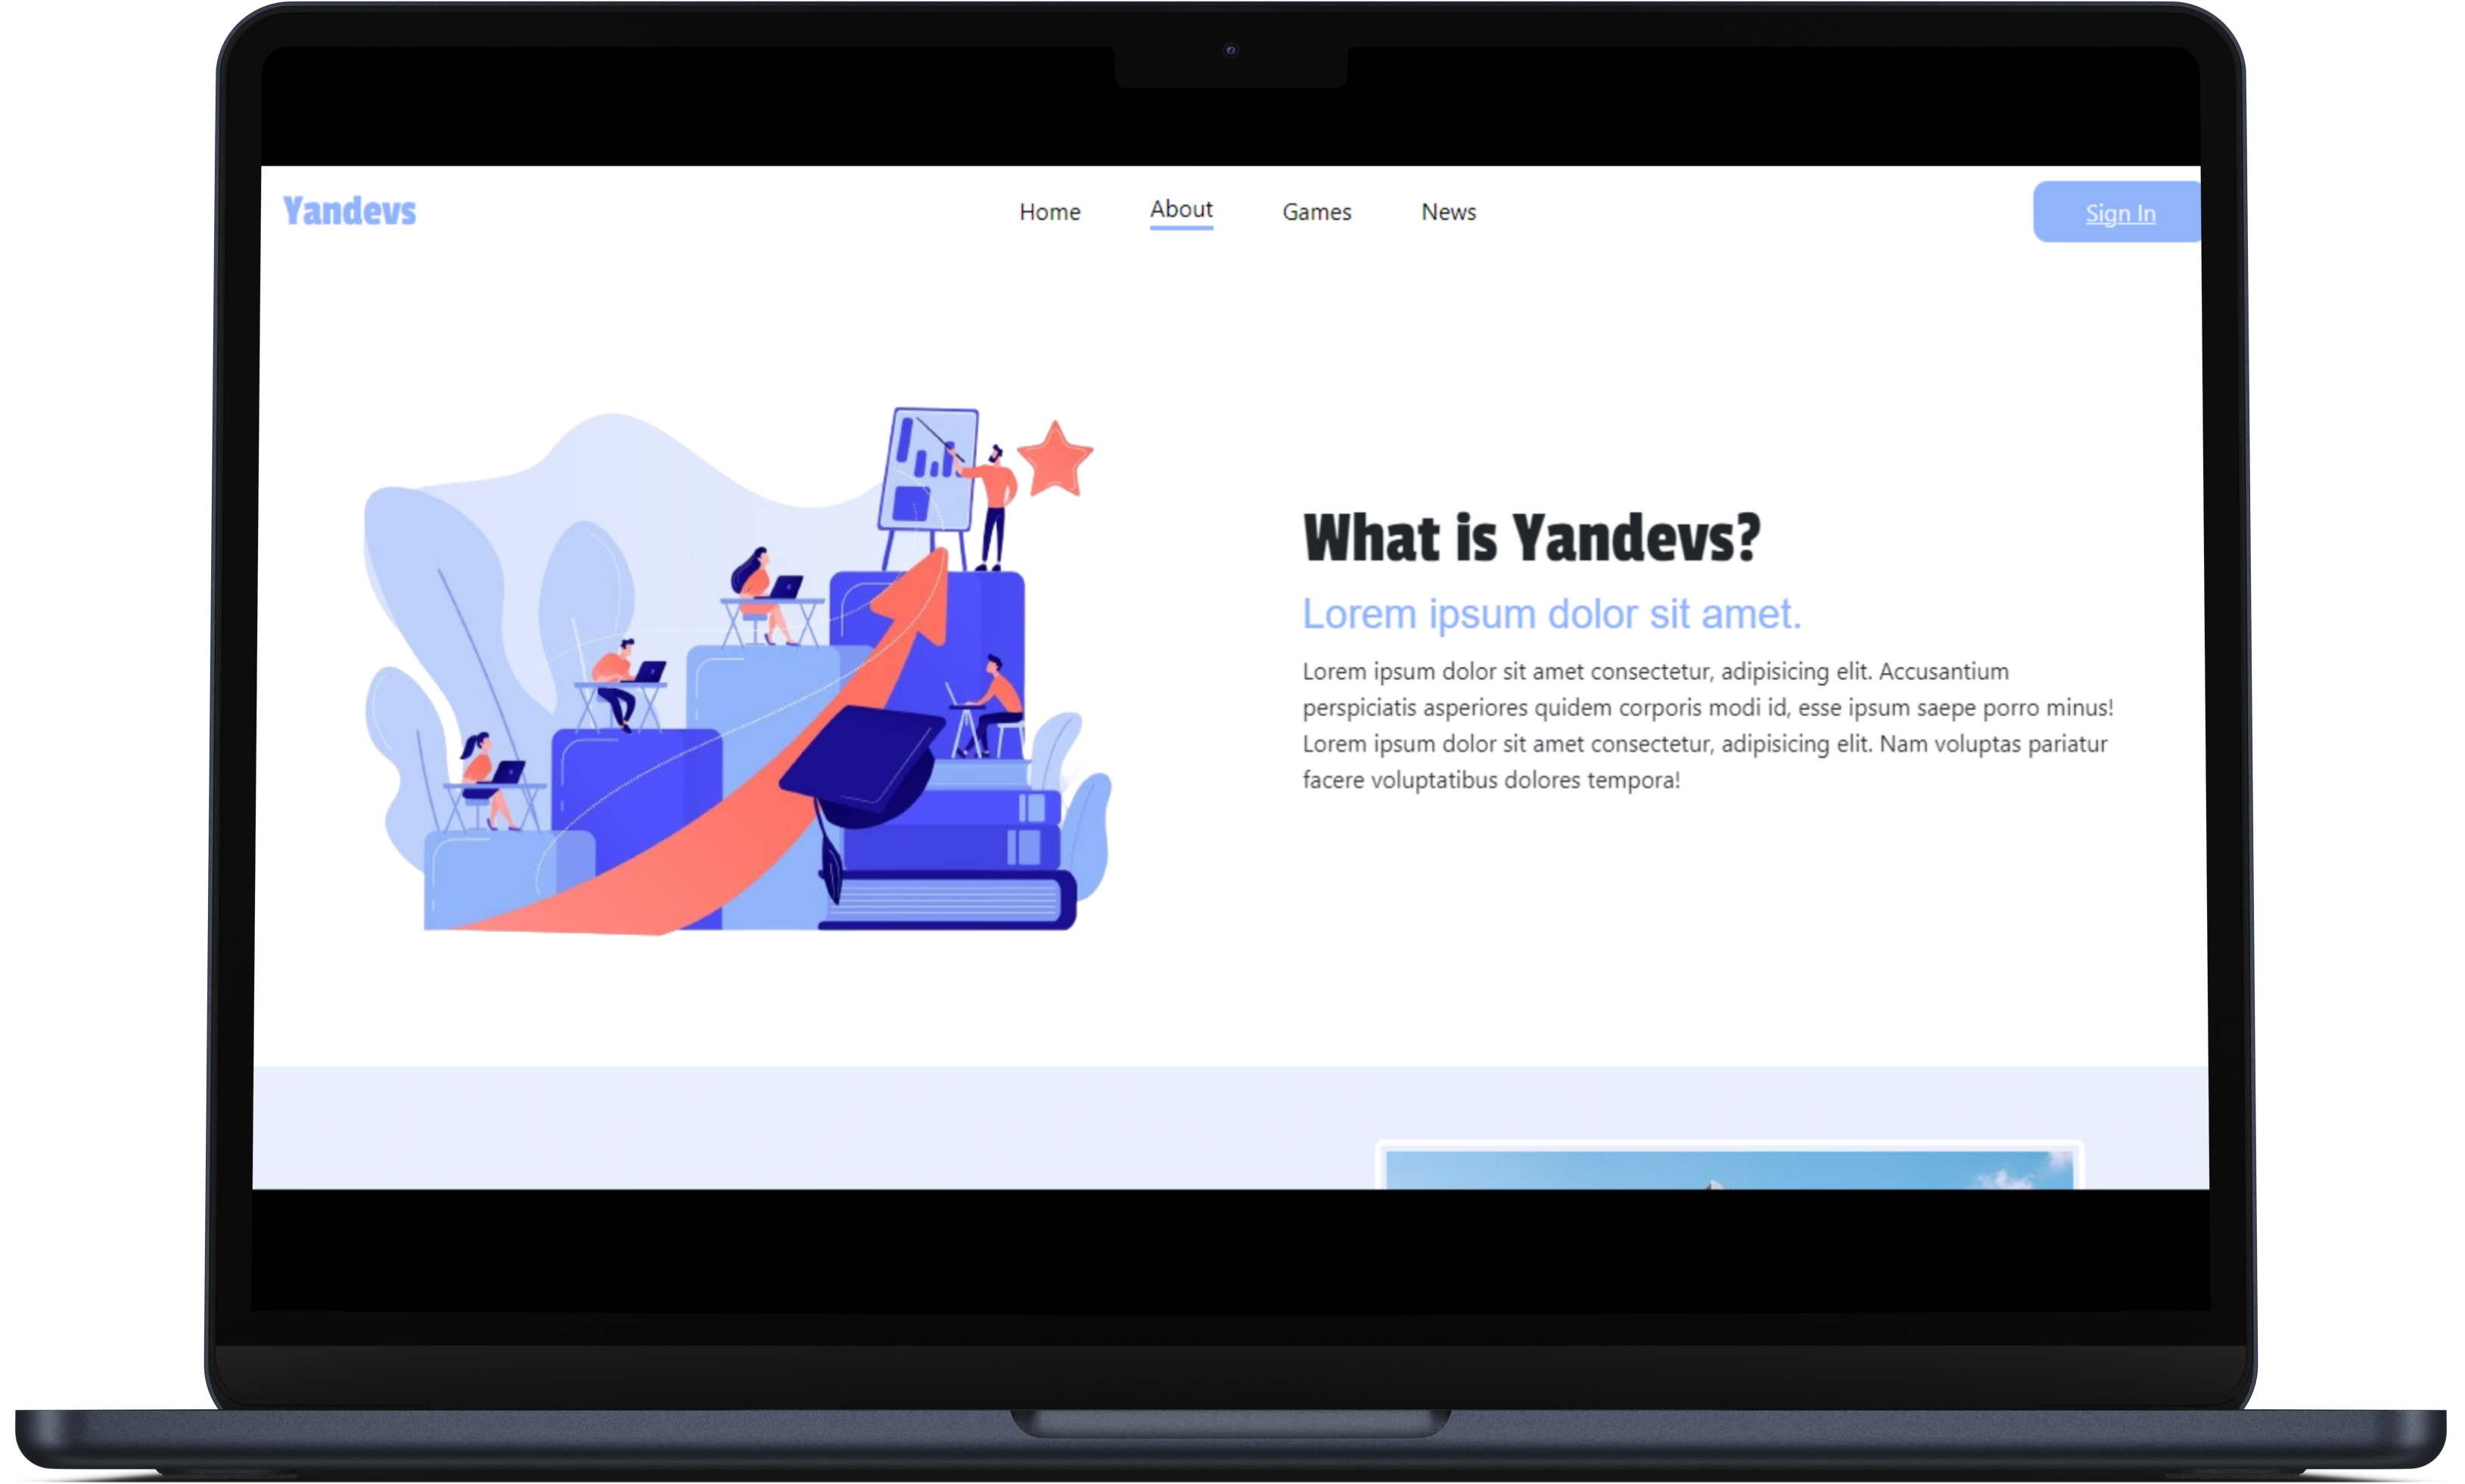 Yandevs
Home About Games News
Sign In
What is Yandevs?
Lorem ipsum dolor sit amet.
Lorem ipsum dolor sit amet consectetur, adipisicing elit. Accusantium
perspiciatis asperiores quidem corporis modi id, esse ipsum saepe porro minus!
Lorem ipsum dolor sit amet consectetur, adipisicing elit. Nam voluptas pariatur
facere voluptatibus dolores tempora!